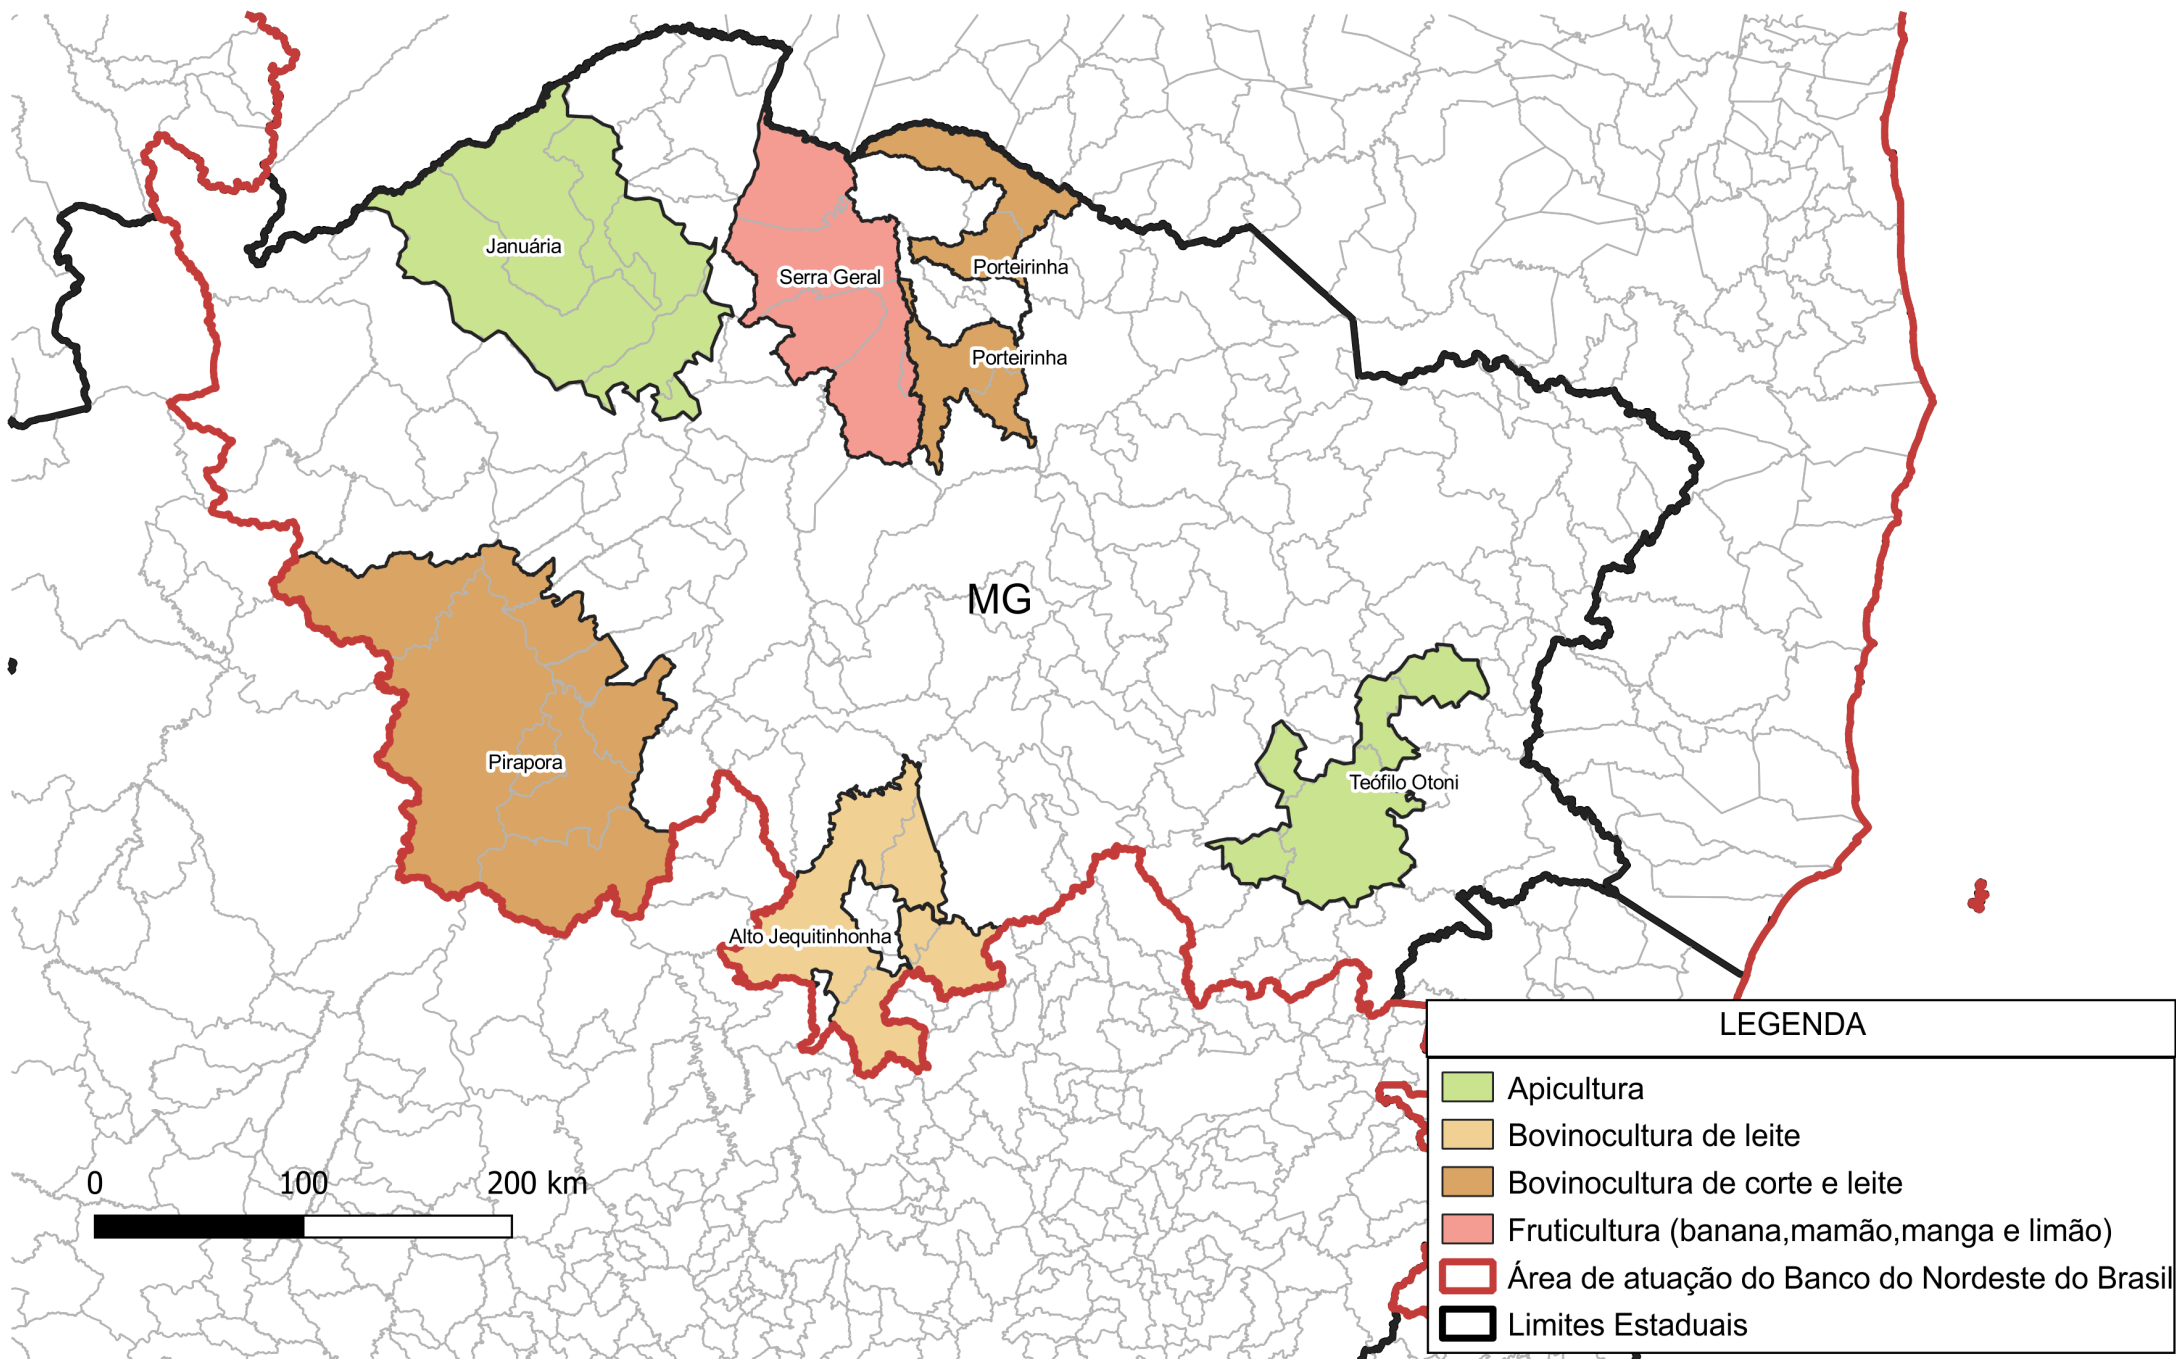 Januária
Serra Geral
Porteirinha
Porteirinha
MG
Pirapora
Teófilo Otoni
Alto Jequitinhonha
0 100 200 km
LEGENDA
Apicultura
Bovinocultura de leite
Bovinocultura de corte e leite
Fruticultura (banana,mamão,manga e limão)
Área de atuação do Banco do Nordeste do Brasil
Limites Estaduais